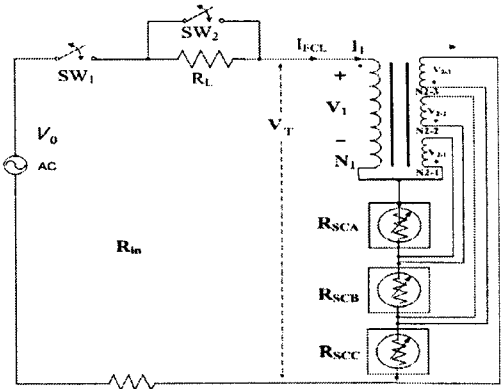 SW2
SW1
RL
IFCL
I1
+
V1
−
N1
V2-3
N2-3
V2-2
N2-2
V2-1
N2-1
V0
AC
VT
Rin
RSCA
RSCB
RSCC